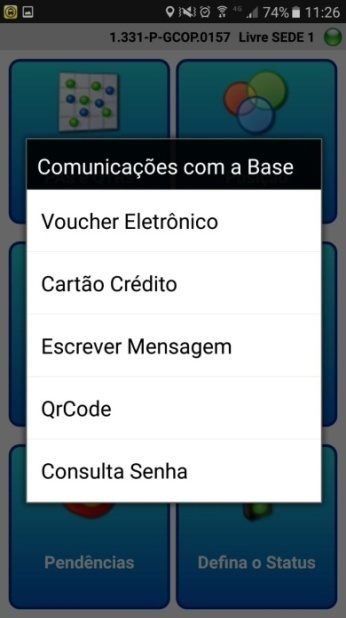 4G 74% 11:26
1.331-P-GCOP.0157 Livre SEDE 1
Comunicações com a Base
Voucher Eletrônico
Cartão Crédito
Escrever Mensagem
QrCode
Consulta Senha
Pendências
Defina o Status